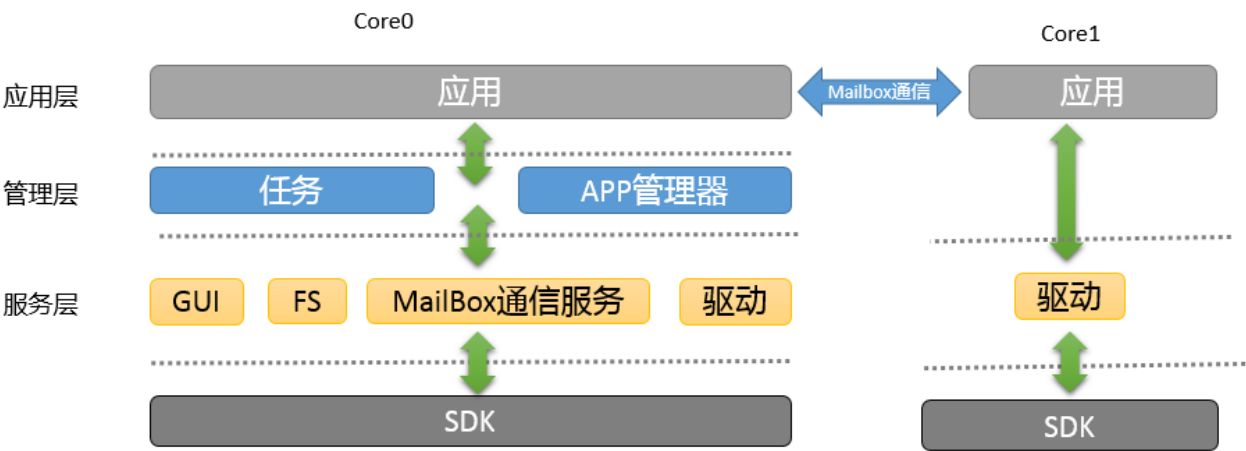 Core0
Core1
应用层
应用
Mailbox通信
应用
管理层
任务
APP管理器
服务层
GUI
FS
MailBox通信服务
驱动
驱动
SDK
SDK